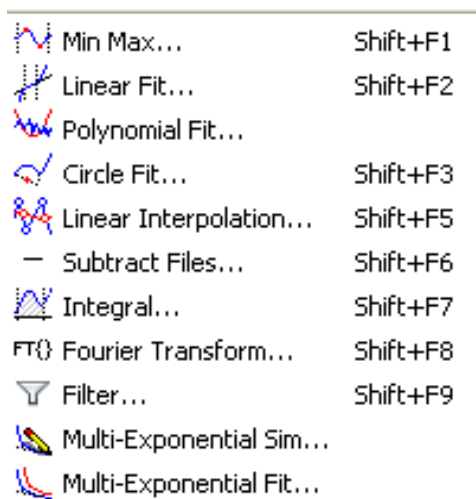 Min Max... Shift+F1
Linear Fit... Shift+F2
Polynomial Fit...
Circle Fit... Shift+F3
Linear Interpolation... Shift+F5
Subtract Files... Shift+F6
Integral... Shift+F7
FT() Fourier Transform... Shift+F8
Filter... Shift+F9
Multi-Exponential Sim...
Multi-Exponential Fit...